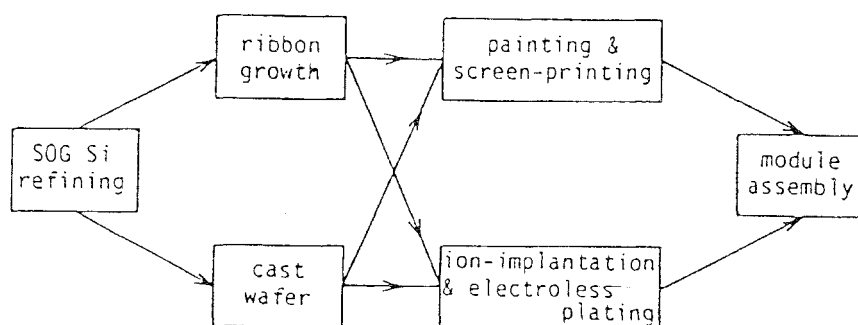 ribbon
growth
painting &
screen-printing
SOG Si
refining
module
assembly
cast
wafer
ion-implantation
& electroless
plating